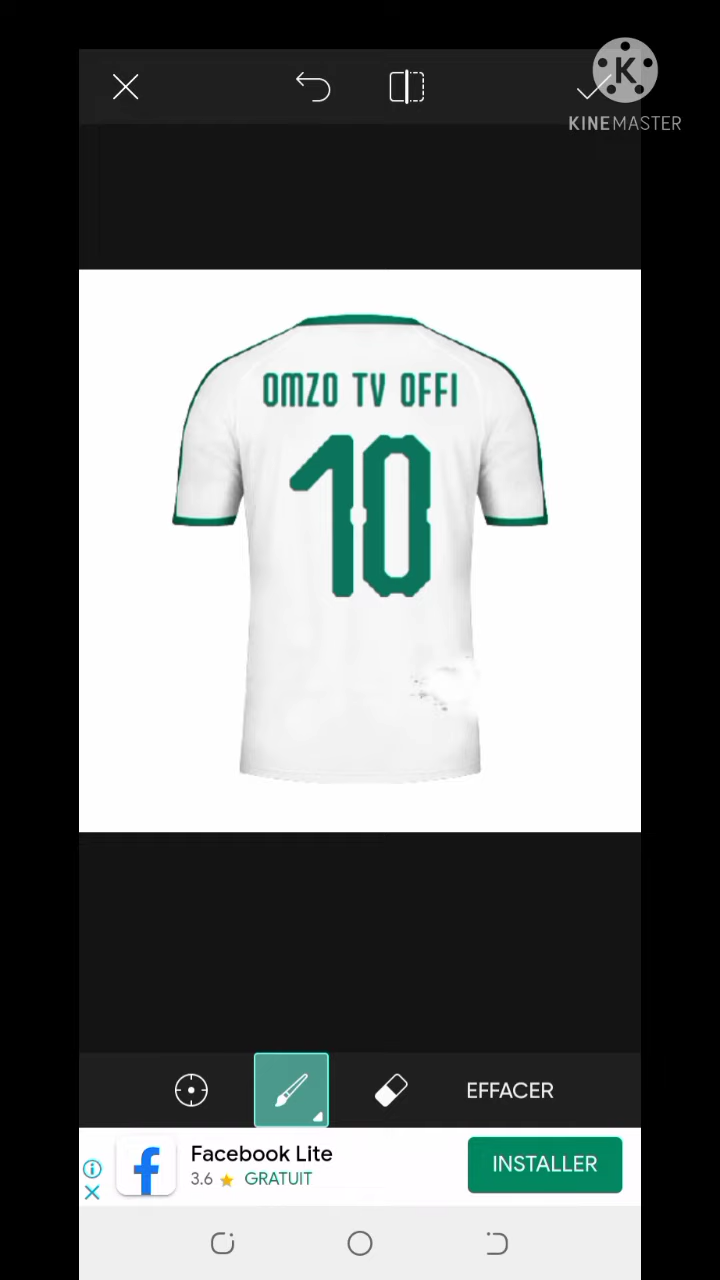 K
KINEMASTER
OMZO TV OFFI
10
EFFACER
Facebook Lite
3.6 GRATUIT
INSTALLER